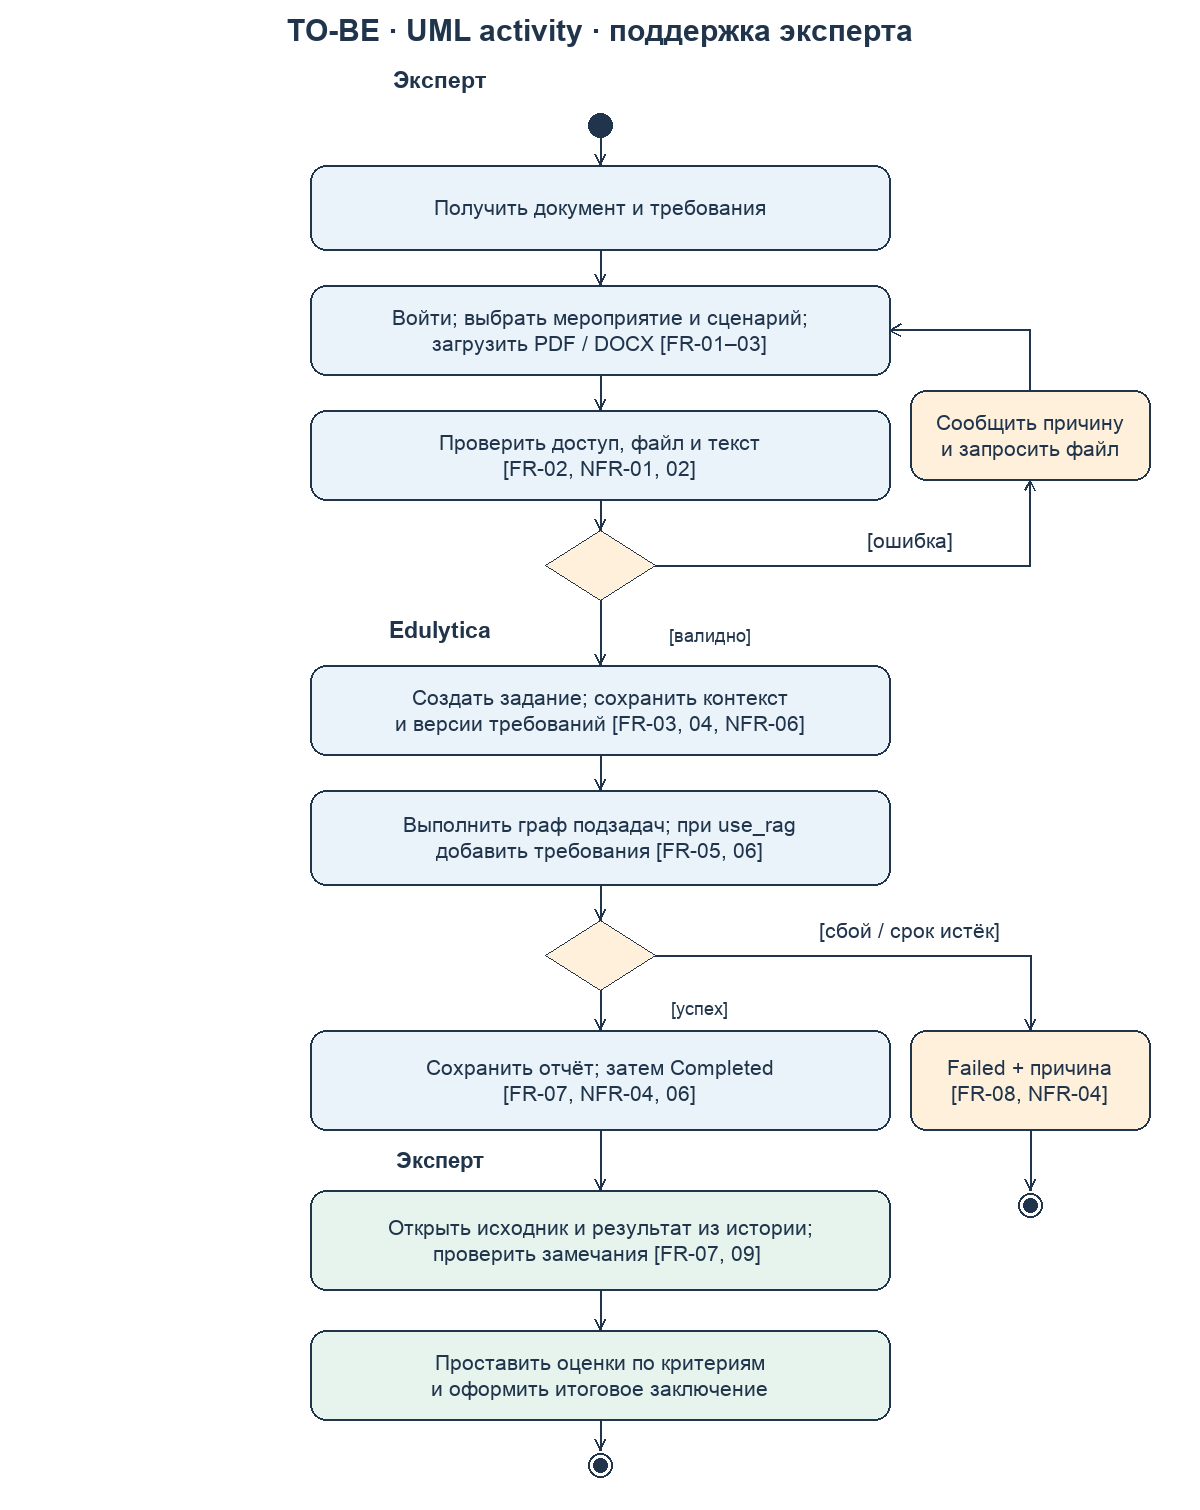 TO-BE · UML activity · поддержка эксперта
Эксперт
Получить документ и требования
Войти; выбрать мероприятие и сценарий;
загрузить PDF / DOCX [FR-01–03]
Сообщить причину
и запросить файл
Проверить доступ, файл и текст
[FR-02, NFR-01, 02]
[ошибка]
Edulytica
[валидно]
Создать задание; сохранить контекст
и версии требований [FR-03, 04, NFR-06]
Выполнить граф подзадач; при use_rag
добавить требования [FR-05, 06]
[сбой / срок истёк]
[успех]
Сохранить отчёт; затем Completed
[FR-07, NFR-04, 06]
Failed + причина
[FR-08, NFR-04]
Эксперт
Открыть исходник и результат из истории;
проверить замечания [FR-07, 09]
Проставить оценки по критериям
и оформить итоговое заключение